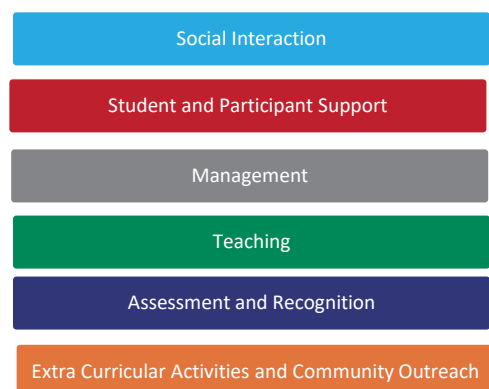 Social Interaction
Student and Participant Support
Management
Teaching
Assessment and Recognition
Extra Curricular Activities and Community Outreach